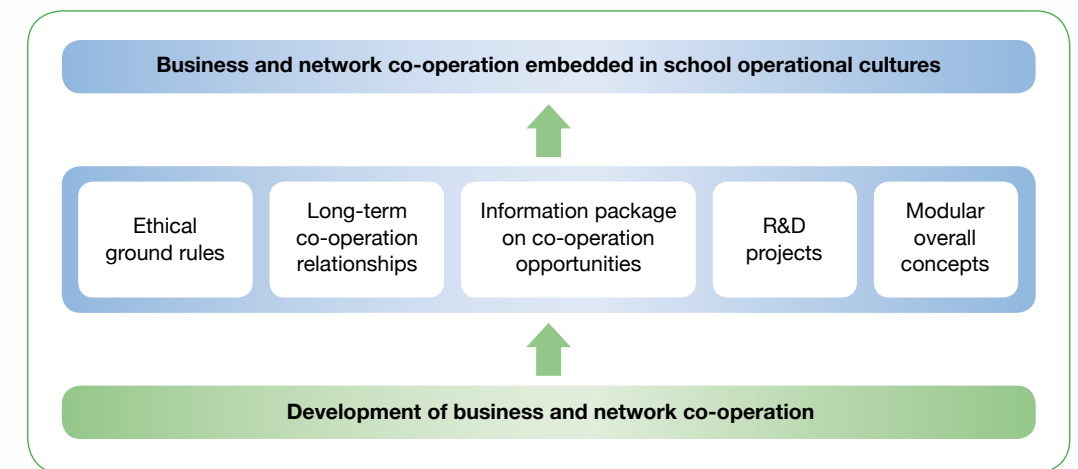 Business and network co-operation embedded in school operational cultures
Ethical
ground rules
Long-term
co-operation
relationships
Information package
on co-operation
opportunities
R&D
projects
Modular
overall
concepts
Development of business and network co-operation